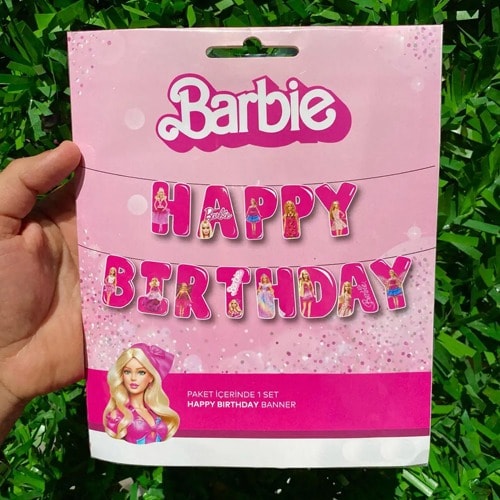 Barbie
HAPPY
BIRTHDAY
PAKET İÇERİNDE 1 SET
HAPPY BIRTHDAY BANNER